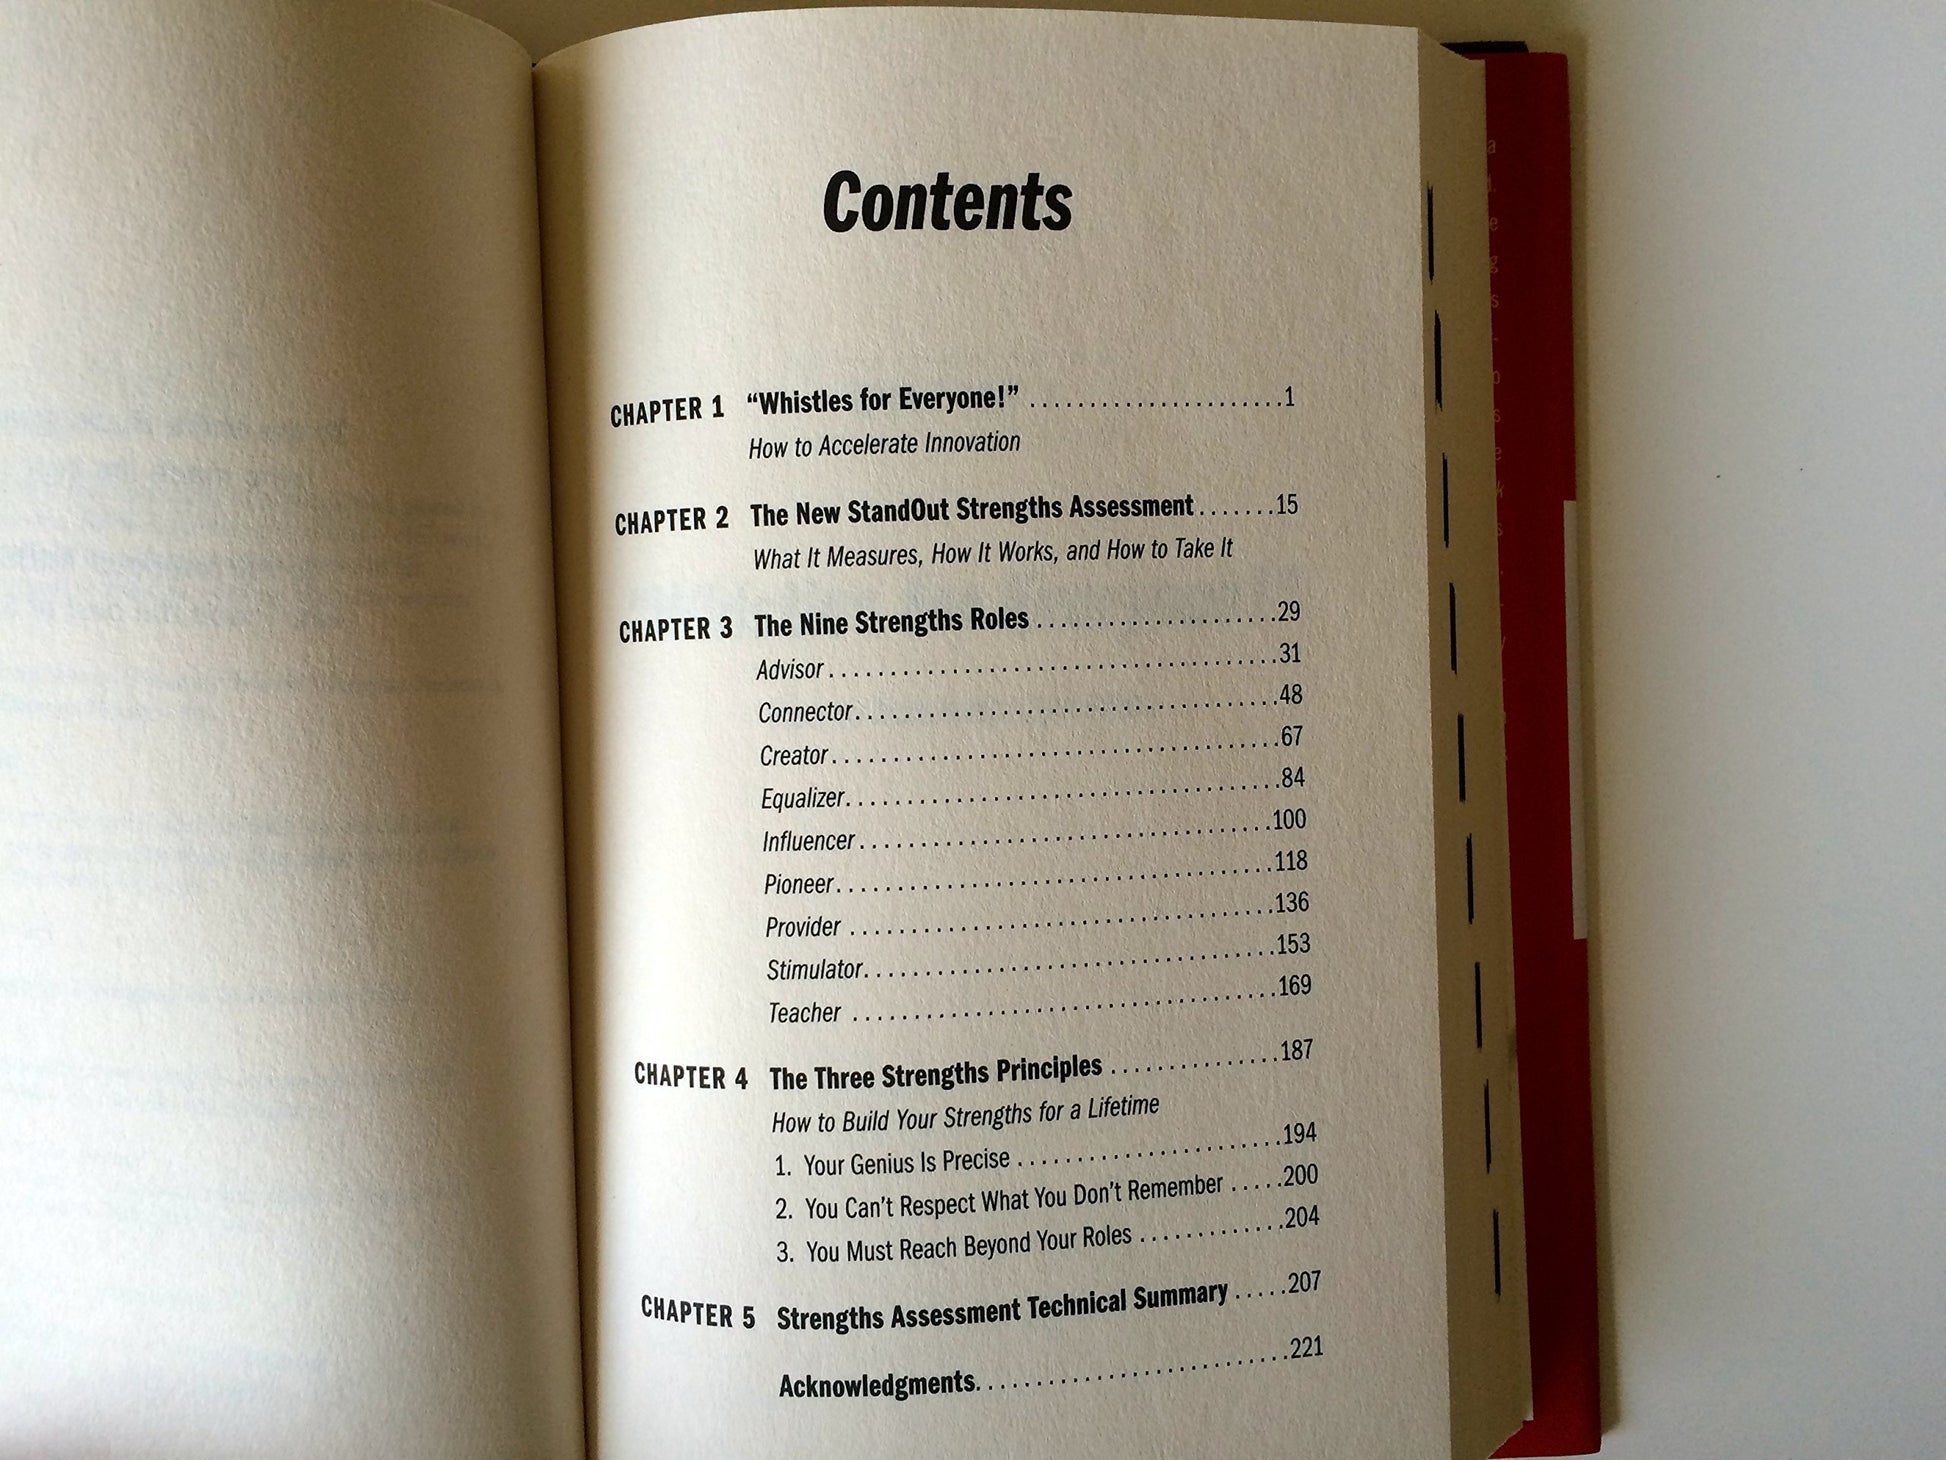 Contents
CHAPTER 1 “Whistles for Everyone!” ......................1
How to Accelerate Innovation
CHAPTER 2 The New StandOut Strengths Assessment.......15
What It Measures, How It Works, and How to Take It
CHAPTER 3 The Nine Strengths Roles.....................29
Advisor......................................31
Connector...................................48
Creator.....................................67
Equalizer....................................84
Influencer...................................100
Pioneer.....................................118
Provider ...................................136
Stimulator...................................153
Teacher ....................................169
CHAPTER 4 The Three Strengths Principles ...............187
How to Build Your Strengths for a Lifetime
1. Your Genius Is Precise ......................194
2. You Can’t Respect What You Don’t Remember .....200
3. You Must Reach Beyond Your Roles ............204
CHAPTER 5 Strengths Assessment Technical Summary .....207
Acknowledgments...........................221